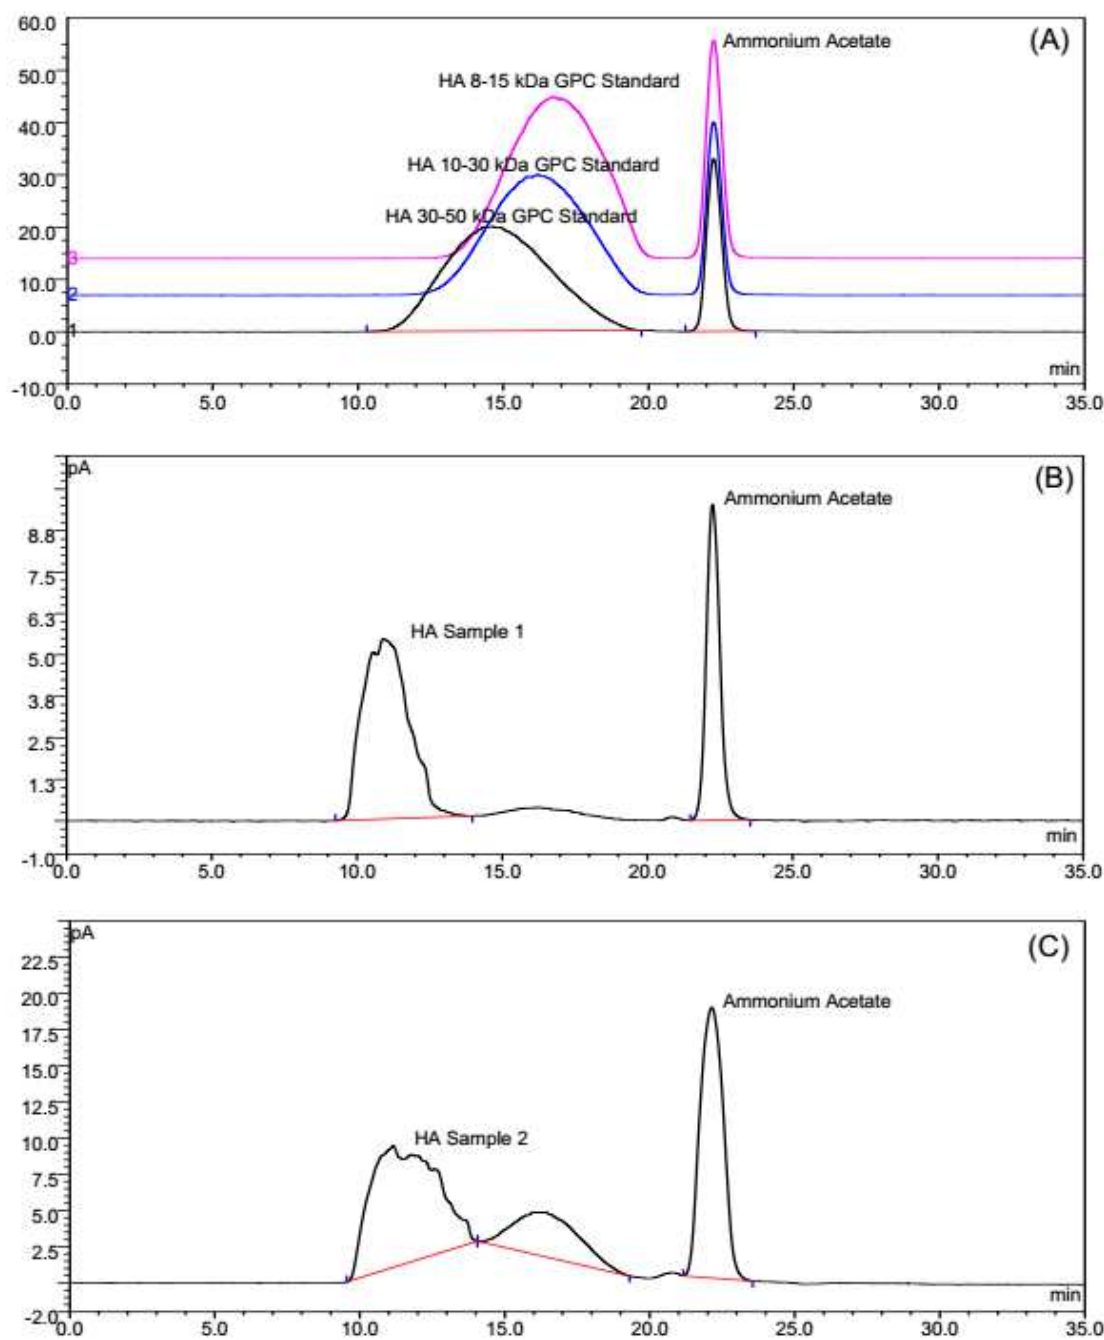 60.0
(A)
Ammonium Acetate
50.0
HA 8-15 kDa GPC Standard
40.0
30.0
HA 10-30 kDa GPC Standard
HA 30-50 kDa GPC Standard
20.0
3
10.0
2
0.0
1
min
-10.0
0.0 5.0 10.0 15.0 20.0 25.0 30.0 35.0
pA
(B)
Ammonium Acetate
8.8
7.5
6.3
HA Sample 1
5.0
3.8
2.5
1.3
min
-1.0
0.0 5.0 10.0 15.0 20.0 25.0 30.0 35.0
pA
(C)
22.5
20.0
Ammonium Acetate
17.5
15.0
12.5
10.0
HA Sample 2
7.5
5.0
2.5
min
-2.0
0.0 5.0 10.0 15.0 20.0 25.0 30.0 35.0